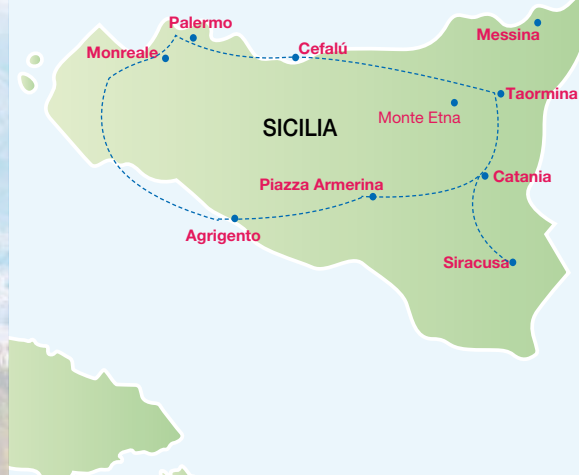 Palermo
Messina
Monreale
Cefalú
Taormina
Monte Etna
SICILIA
Catania
Piazza Armerina
Agrigento
Siracusa